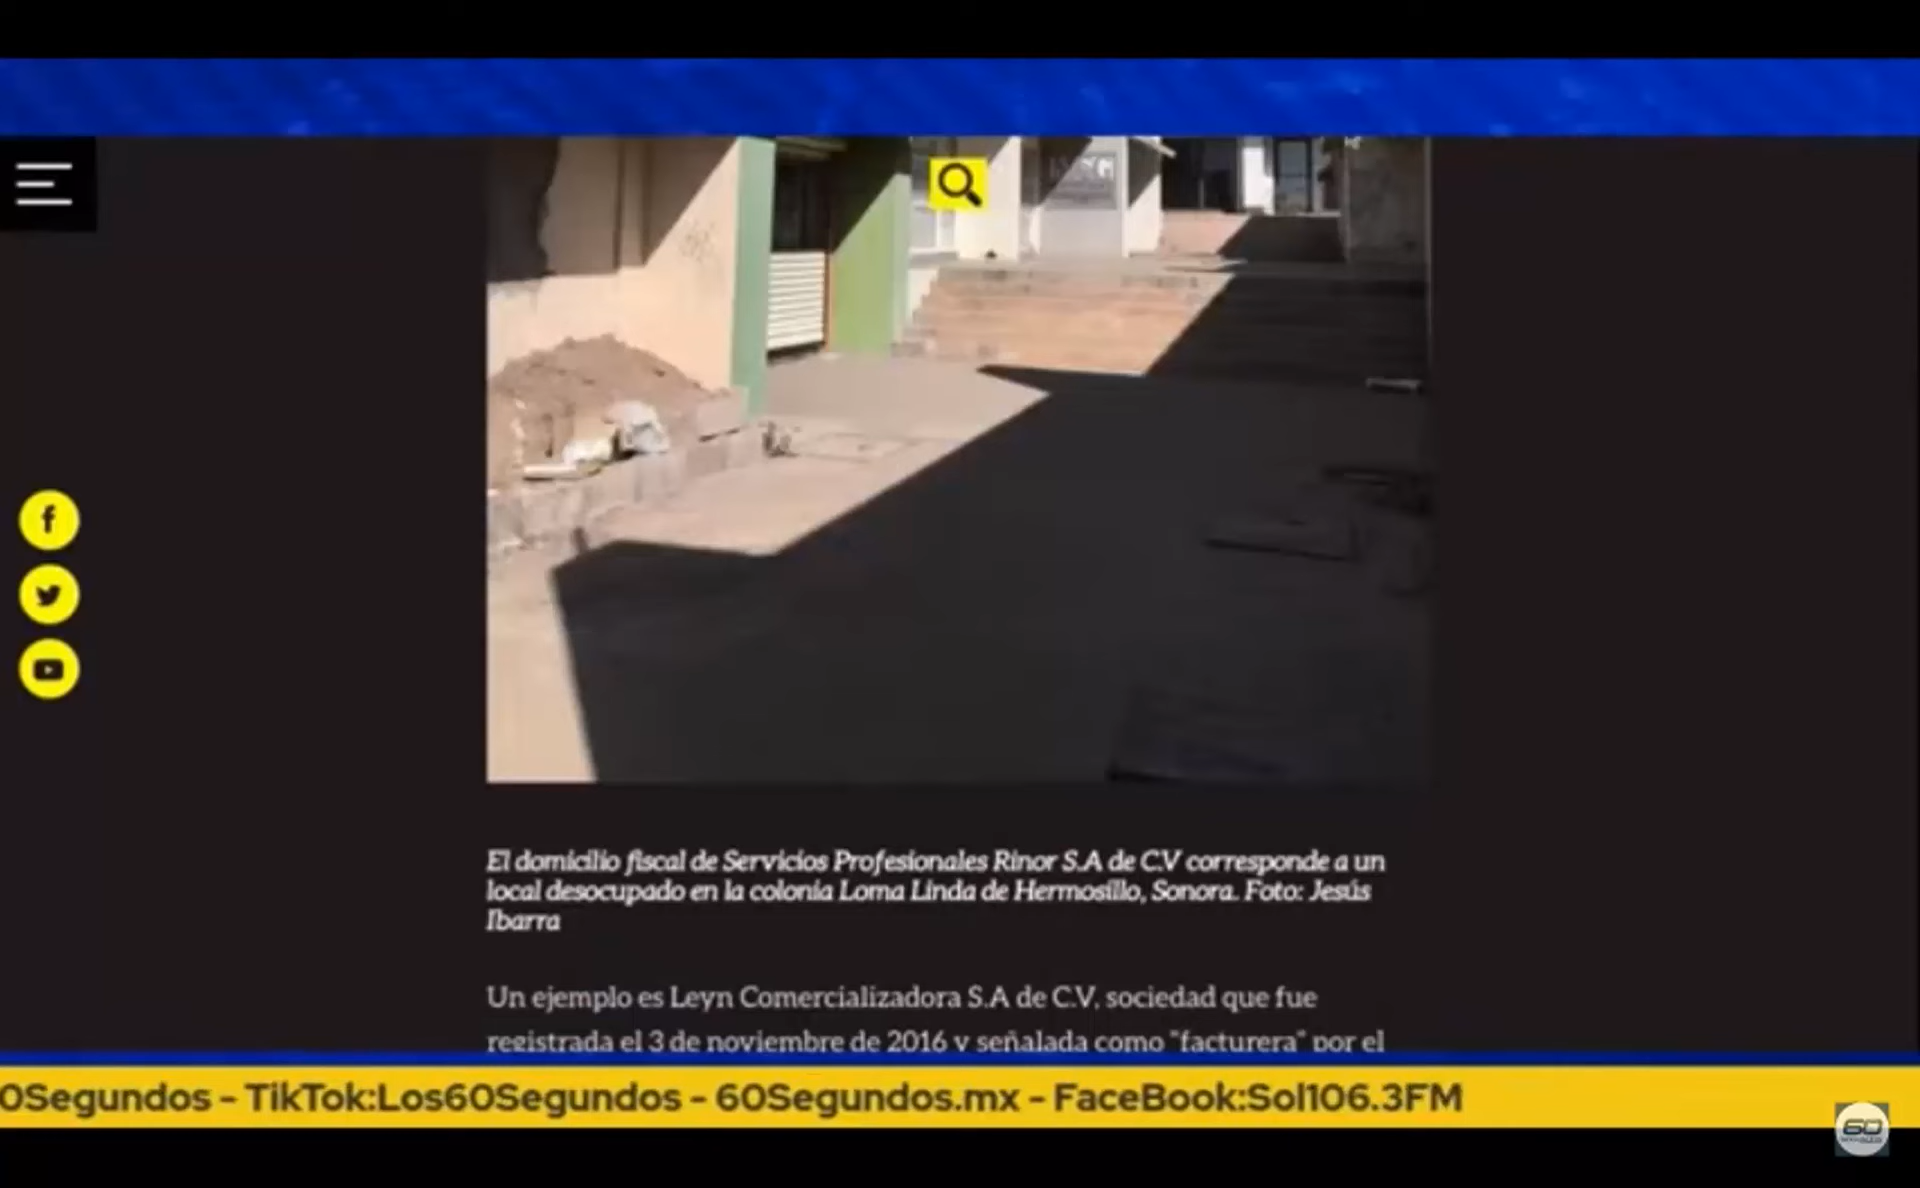 El domicilio fiscal de Servicios Profesionales Rinor S.A de C.V corresponde a un
local desocupado en la colonia Loma Linda de Hermosillo, Sonora. Foto: Jesús
Ibarra
Un ejemplo es Leyn Comercializadora S.A de C.V, sociedad que fue
registrada el 3 de noviembre de 2016 y señalada como "facturera" por el
0Segundos - TikTok:Los60Segundos - 60Segundos.mx - FaceBook:Sol106.3FM
60